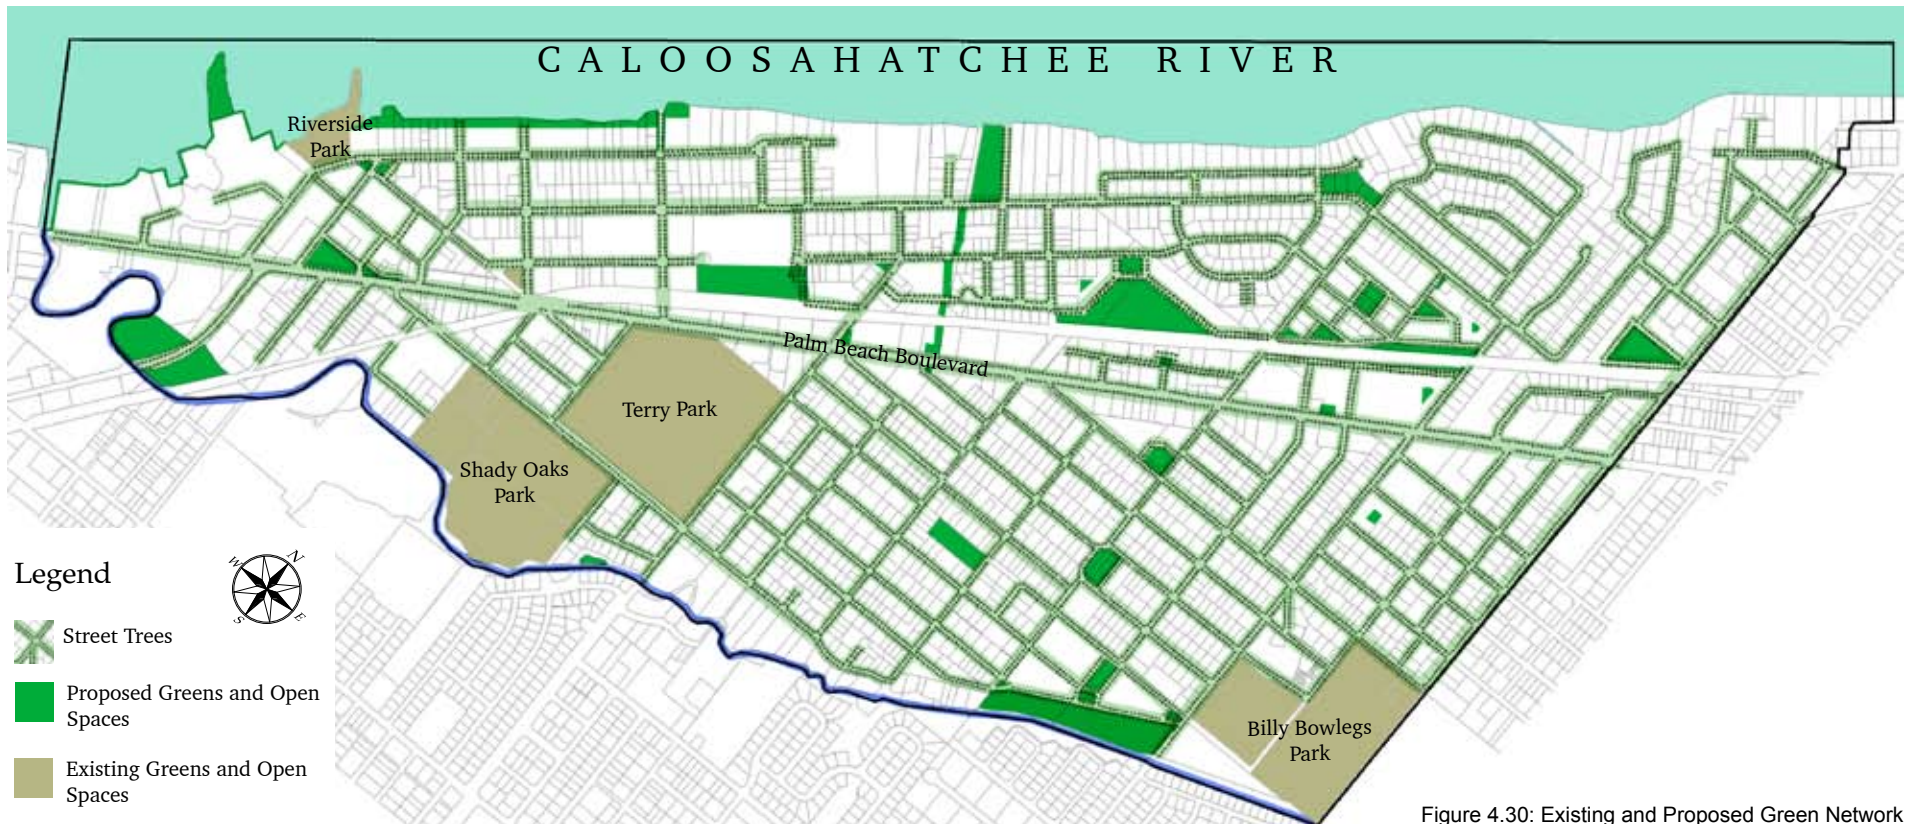 CALOOSAHATCHEE RIVER
Riverside
Park
Palm Beach Boulevard
Terry Park
Shady Oaks
Park
Billy Bowlegs
Park
Legend
N
W
E
S
Street Trees
Proposed Greens and Open
Spaces
Existing Greens and Open
Spaces
Figure 4.30: Existing and Proposed Green Network